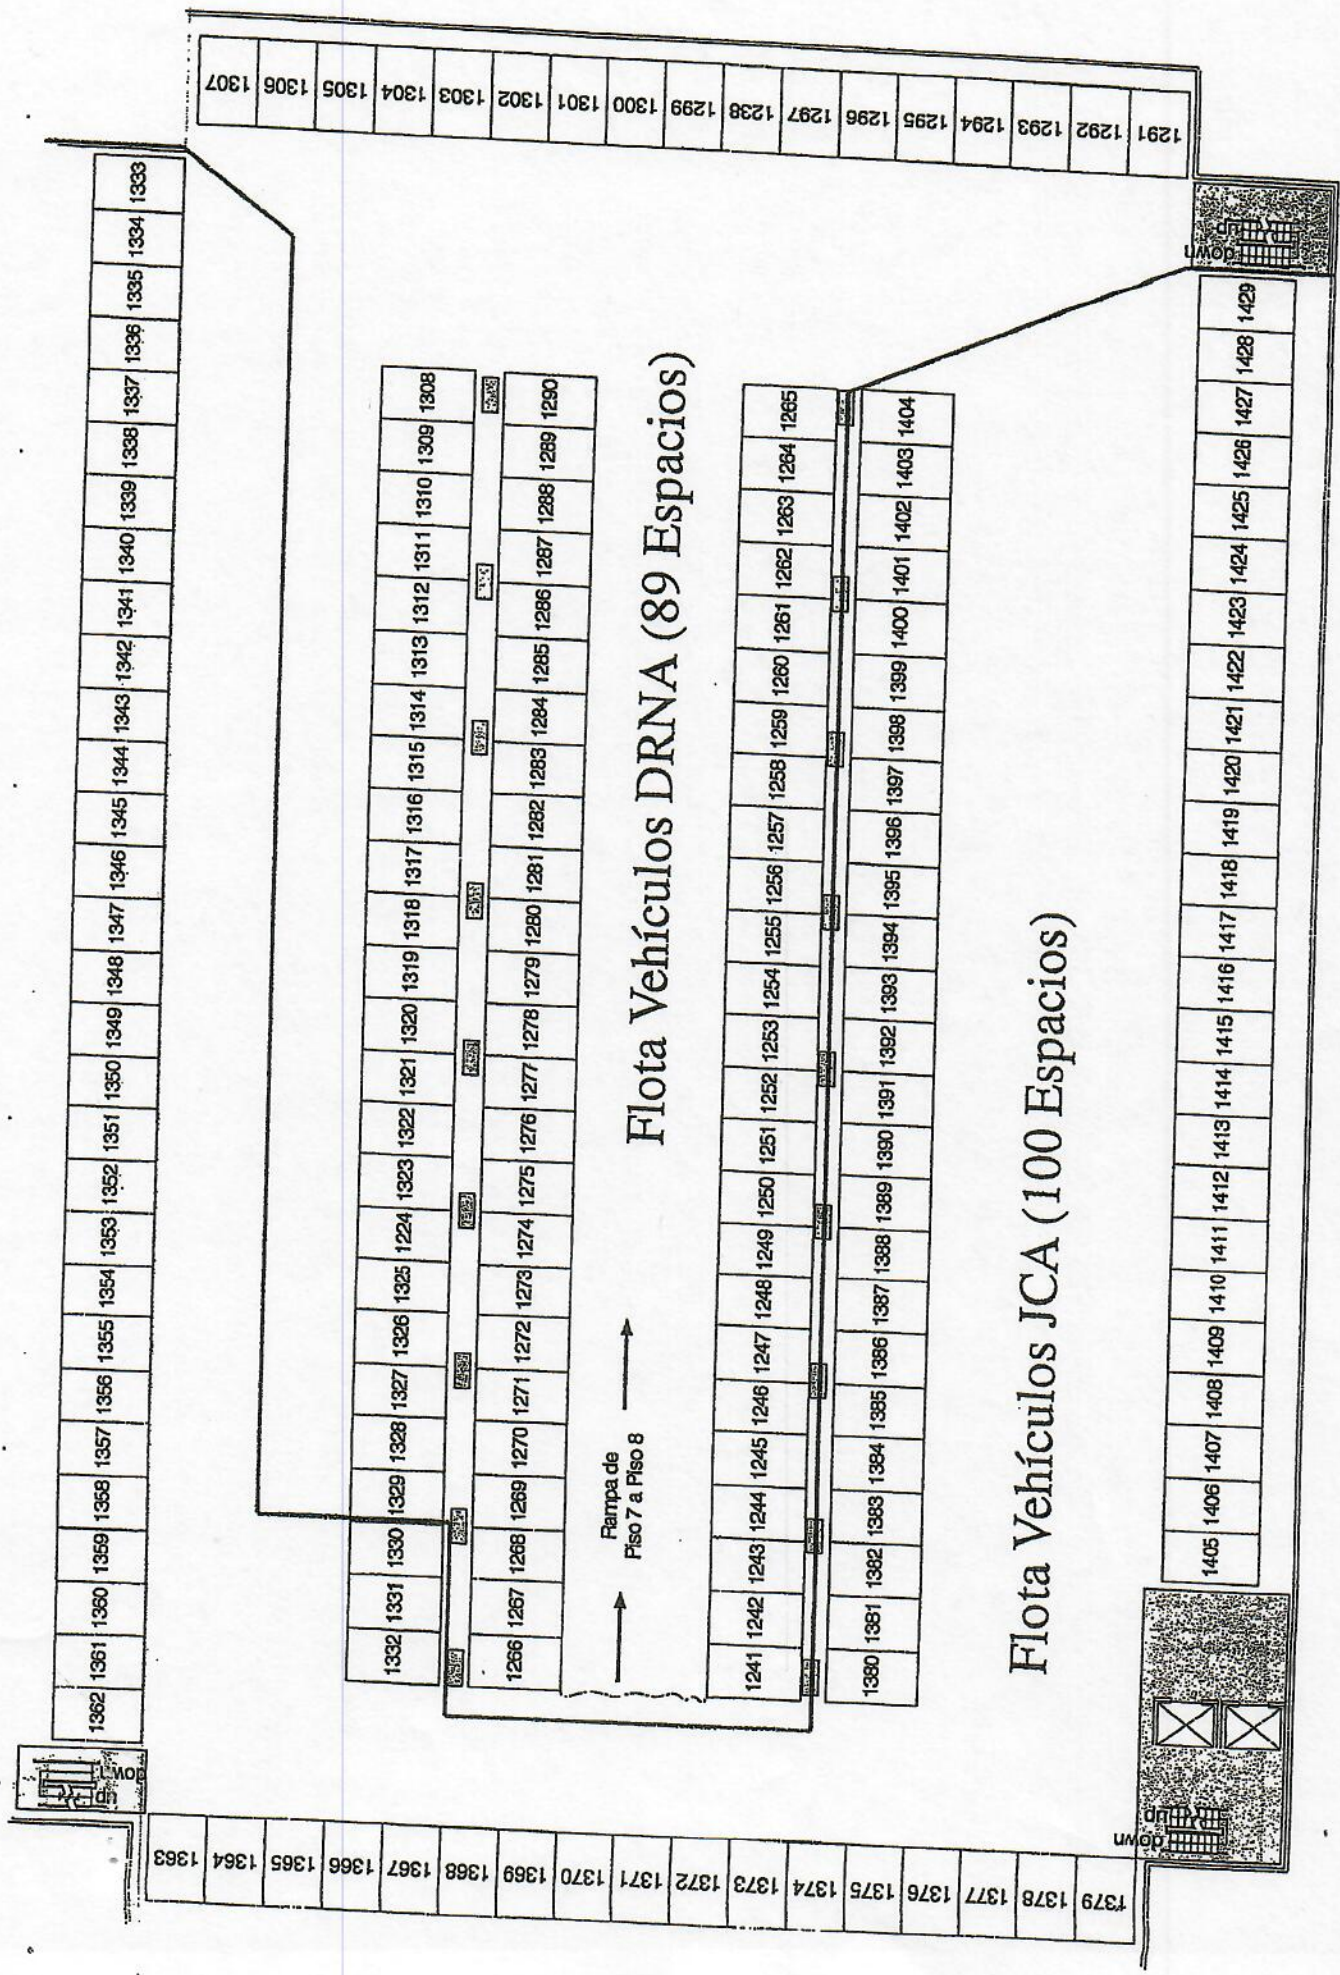 1307 1306 1305 1304 1303 1302 1301 1300 1299 1238 1297 1296 1295 1294 1293 1292 1291
1362 1361 1360 1359 1358 1357 1356 1355 1354 1353 1352 1351 1350 1349 1348 1347 1346 1345 1344 1343 1342 1341 1340 1339 1338 1337 1336 1335 1334 1333
1332 1331 1330 1329 1328 1327 1326 1325 1224 1323 1322 1321 1320 1319 1318 1317 1316 1315 1314 1313 1312 1311 1310 1309 1308
1266 1267 1268 1269 1270 1271 1272 1273 1274 1275 1276 1277 1278 1279 1280 1281 1282 1283 1284 1285 1286 1287 1288 1289 1290
Rampa de
Piso 7 a Piso 8
Flota Vehículos DRNA (89 Espacios)
1241 1242 1243 1244 1245 1246 1247 1248 1249 1250 1251 1252 1253 1254 1255 1256 1257 1258 1259 1260 1261 1262 1263 1264 1265
1380 1381 1382 1383 1384 1385 1386 1387 1388 1389 1390 1391 1392 1393 1394 1395 1396 1397 1398 1399 1400 1401 1402 1403 1404
Flota Vehículos JCA (100 Espacios)
1405 1406 1407 1408 1409 1410 1411 1412 1413 1414 1415 1416 1417 1418 1419 1420 1421 1422 1423 1424 1425 1426 1427 1428 1429
1363 1364 1365 1366 1367 1368 1369 1370 1371 1372 1373 1374 1375 1376 1377 1378 1379
up
down
up
down
up
down